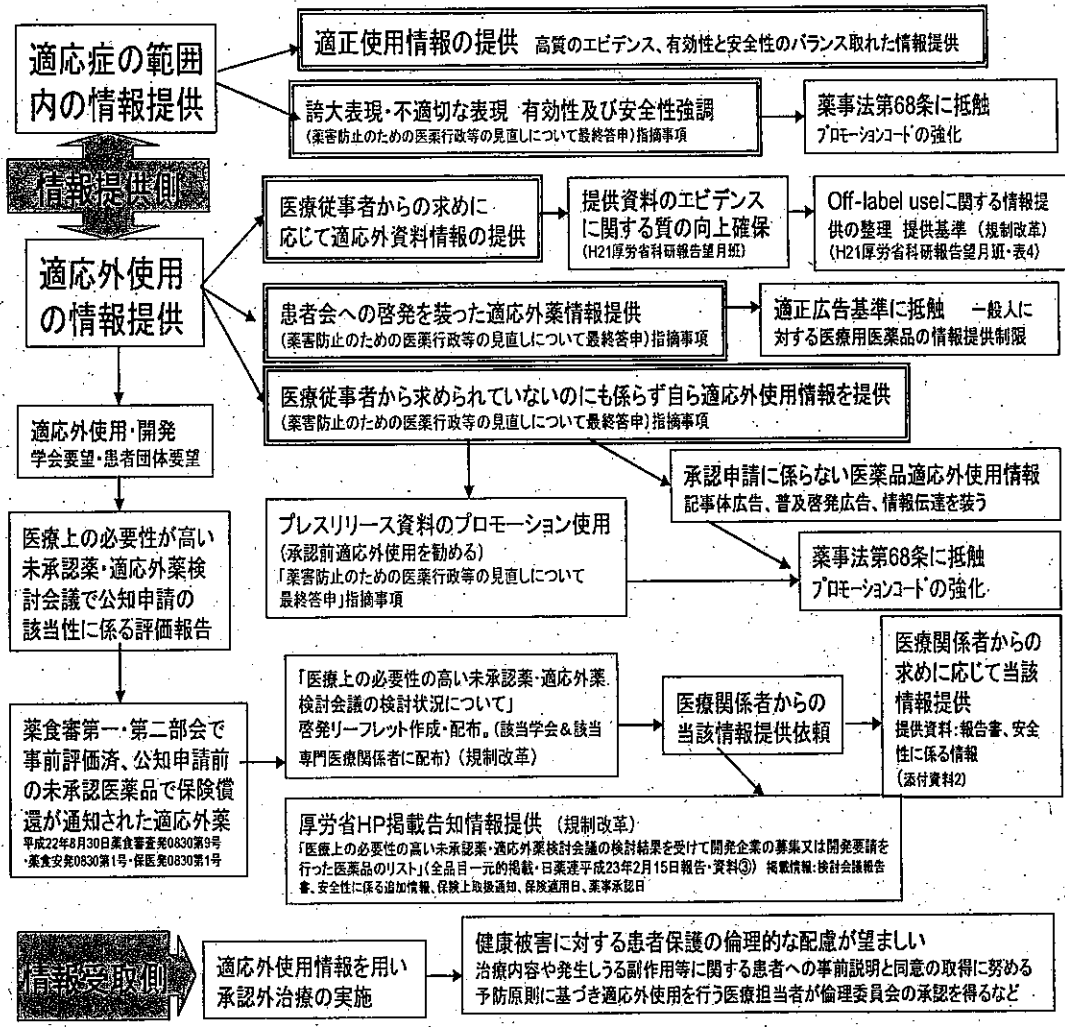 適応症の範囲
内の情報提供
適正使用情報の提供 高質のエビデンス、有効性と安全性のバランス取れた情報提供
誇大表現・不適切な表現 有効性及び安全性強調
(薬害防止のための医薬行政等の見直しについて最終答申)指摘事項
薬事法第68条に抵触
プロモーションコードの強化
情報提供側
適応外使用
の情報提供
医療従事者からの求めに
応じて適応外資料情報の提供
提供資料のエビデンス
に関する質の向上確保
(H21厚労省科研報告望月班)
Off-label useに関する情報提
供の整理 提供基準 (規制改革)
(H21厚労省科研報告望月班・表4)
患者会への啓発を装った適応外薬情報提供
(薬害防止のための医薬行政等の見直しについて最終答申)指摘事項
適正広告基準に抵触 一般人に
対する医療用医薬品の情報提供制限
医療従事者から求められていないのにも係らず自ら適応外使用情報を提供
(薬害防止のための医薬行政等の見直しについて最終答申)指摘事項
適応外使用・開発
学会要望・患者団体要望
承認申請に係らない医薬品適応外使用情報
記事体広告、普及啓発広告、情報伝達を装う
プレスリリース資料のプロモーション使用
(承認前適応外使用を勧める)
「薬害防止のための医薬行政等の見直しについて
最終答申」指摘事項
薬事法第68条に抵触
プロモーションコードの強化
医療上の必要性が高い
未承認薬・適応外薬検
討会議で公知申請の
該当性に係る評価報告
薬食審第一・第二部会で
事前評価済、公知申請前
の未承認医薬品で保険償
還が通知された適応外薬
平成22年8月30日薬食審査発0830第9号
・薬食安発0830第1号・保医発0830第1号
「医療上の必要性の高い未承認薬・適応外薬
検討会議の検討状況について」
啓発リーフレット作成・配布。(該当学会&該当
専門医療関係者に配布) (規制改革)
医療関係者からの
当該情報提供依頼
医療関係者からの
求めに応じて当該
情報提供
提供資料:報告書、安全
性に係る情報
(添付資料2)
厚労省HP掲載告知情報提供 (規制改革)
「医療上の必要性の高い未承認薬・適応外薬検討会議の検討結果を受けて開発企業の募集又は開発要請を
行った医薬品のリスト」(全品目一元的掲載・日薬連平成23年2月15日報告・資料③) 掲載情報:検討会議報告
書、安全性に係る追加情報、保険上取扱通知、保険適用日、薬事承認日
情報受取側
適応外使用情報を用い
承認外治療の実施
健康被害に対する患者保護の倫理的な配慮が望ましい
治療内容や発生しうる副作用等に関する患者への事前説明と同意の取得に努める
予防原則に基づき適応外使用を行う医療担当者が倫理委員会の承認を得るなど